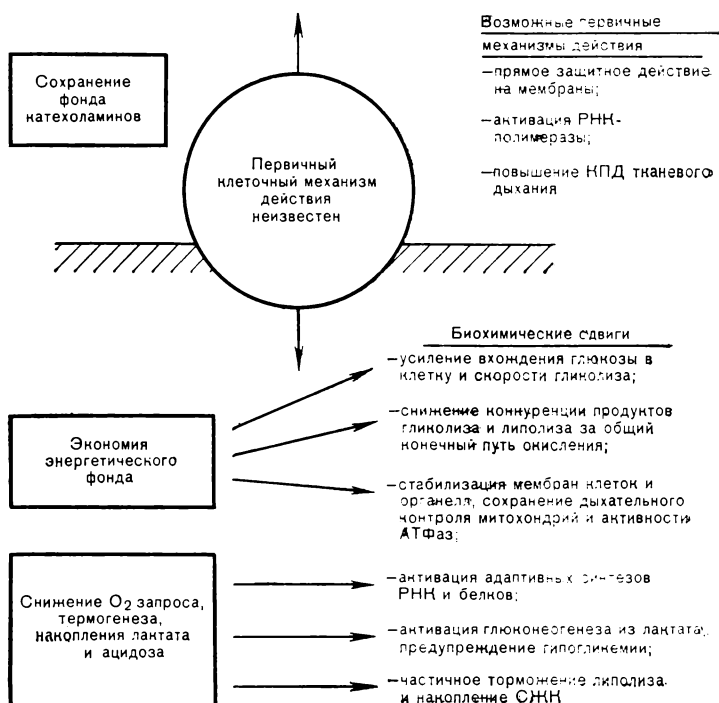 Сохранение
фонда
катехоламинов
Первичный
клеточный механизм
действия
неизвестен
Возможные первичные
механизмы действия
—прямое защитное действие
на мембраны;
—активация РНК-
полимеразы;
—повышение КПД тканевого
дыхания
Биохимические сдвиги
—усиление вхождения глюкозы в
клетку и скорости гликолиза;
—снижение конкуренции продуктов
гликолиза и липолиза за общий
конечный путь окисления;
—стабилизация мембран клеток и
органелл, сохранение дыхательного
контроля митохондрий и активности
АТФаз;
Экономия
энергетического
фонда
Снижение O2 запроса,
термогенеза,
накопления лактата
и ацидоза
—активация адаптивных синтезов
РНК и белков;
—активация глюконеогенеза из лактата,
предупреждение гипогликемии;
—частичное торможение липолиза
и накопление СЖК